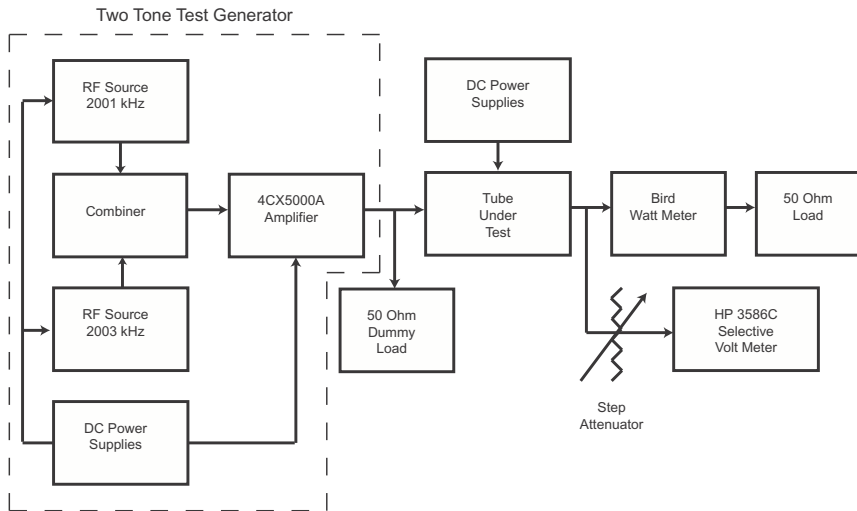 Two Tone Test Generator
RF Source
2001 kHz
DC Power
Supplies
Combiner
4CX5000A
Amplifier
Tube
Under
Test
Bird
Watt Meter
50 Ohm
Load
RF Source
2003 kHz
50 Ohm
Dummy
Load
HP 3586C
Selective
Volt Meter
Step
Attenuator
DC Power
Supplies